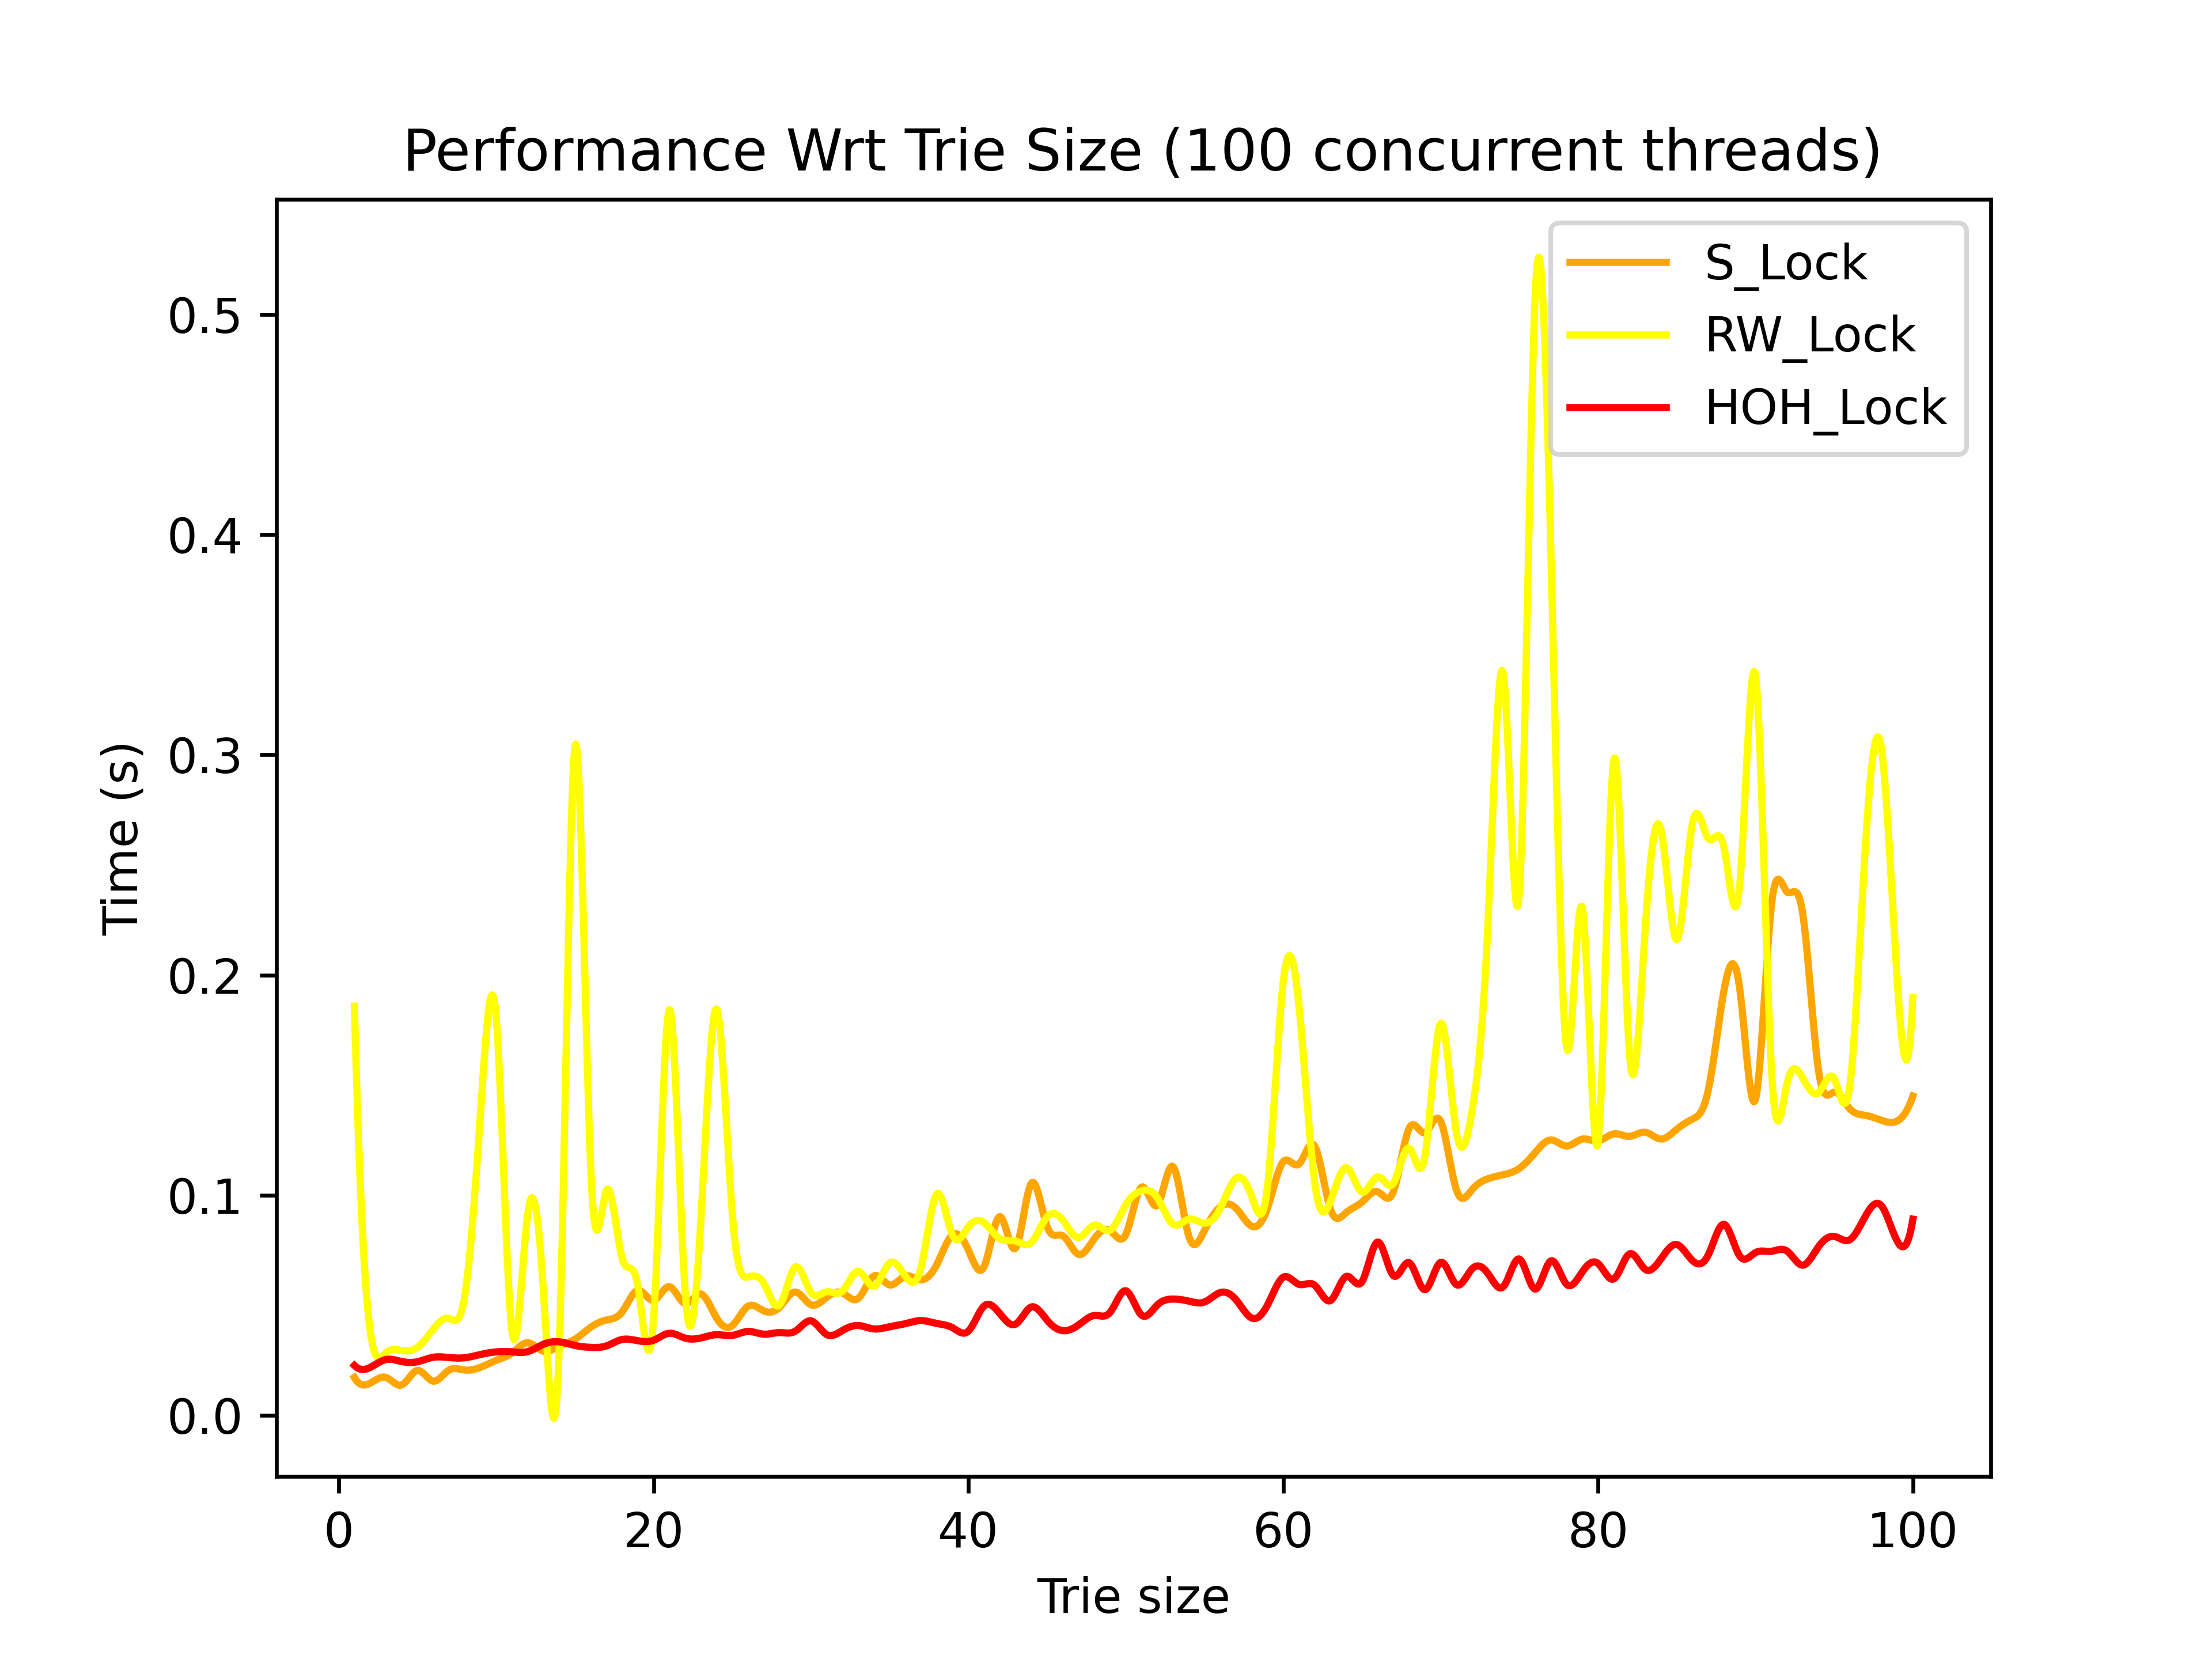 Performance Wrt Trie Size (100 concurrent threads)
S_Lock
RW_Lock
HOH_Lock
Time (s)
0.5
0.4
0.3
0.2
0.1
0.0
0 20 40 60 80 100
Trie size